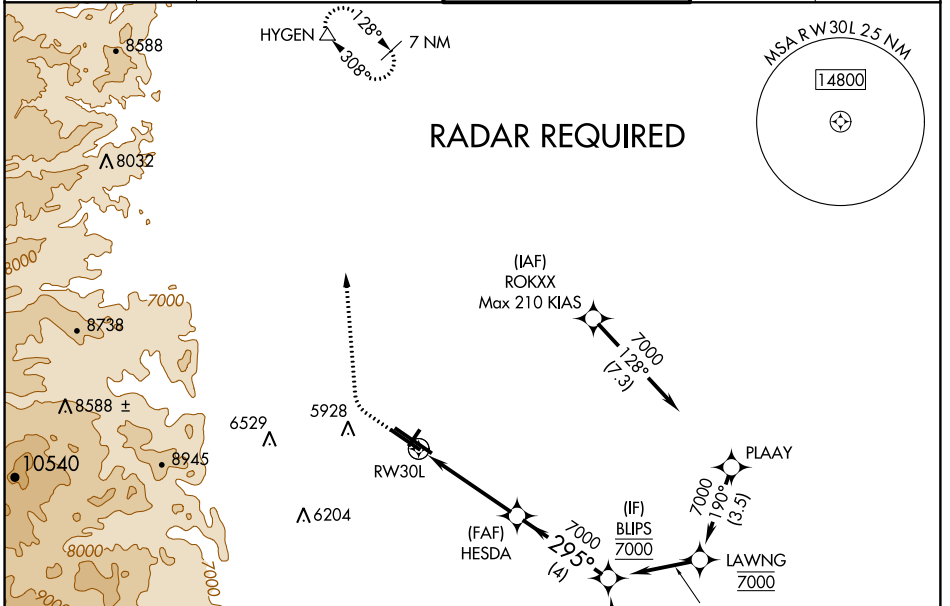 8588
HYGEN
128°
308°
7 NM
MSA RW30L 25 NM
14800
RADAR REQUIRED
8032
8000
7000
8738
(IAF)
ROKXX
Max 210 KIAS
7000
128°
(7.3)
8588 ±
6529
5928
10540
8945
RW30L
PLAAY
7000
190°
(3.5)
6204
(FAF)
HESDA
7000
295°
(4)
(IF)
BLIPS
7000
LAWNG
7000
8000
7000
9000